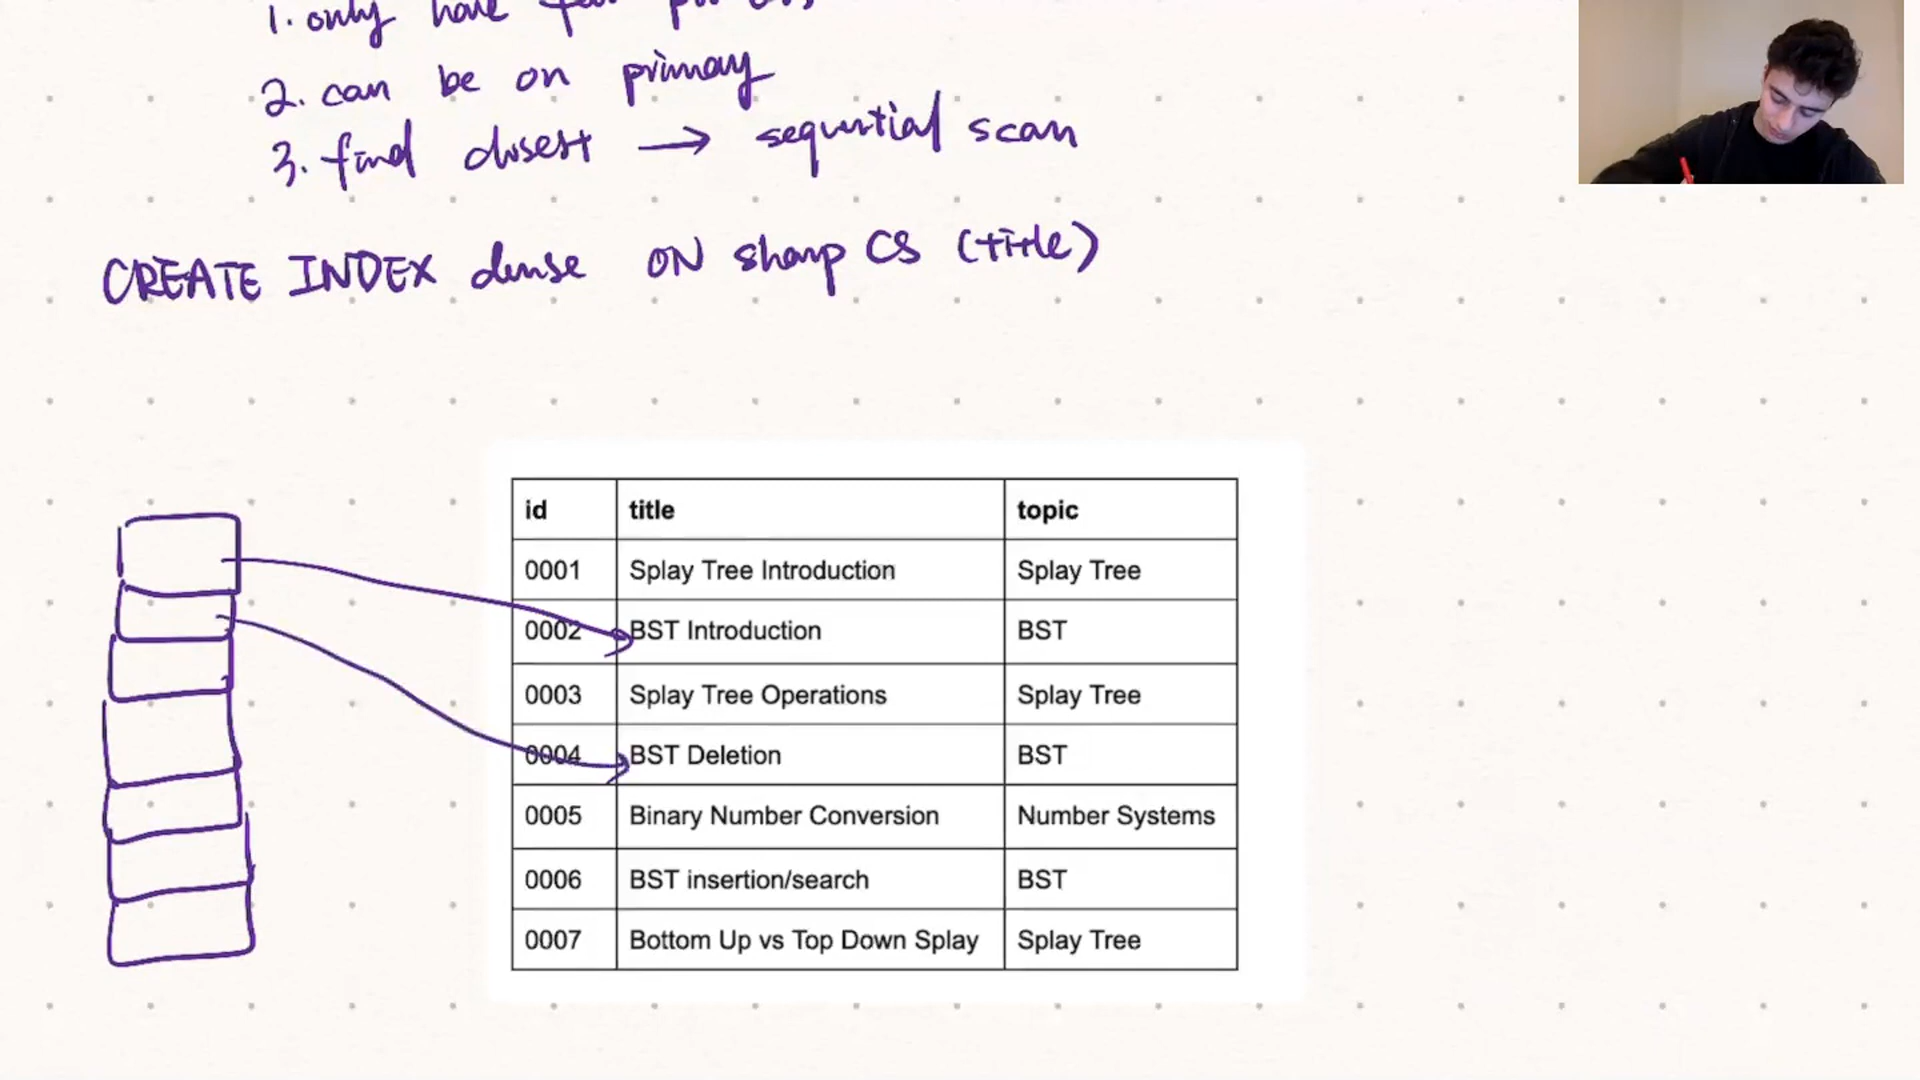 1. only have few
2. can be on primary
3. find closest → sequential scan
CREATE INDEX dense ON sharp CS (title)
id title topic
0001 Splay Tree Introduction Splay Tree
0002 BST Introduction BST
0003 Splay Tree Operations Splay Tree
0004 BST Deletion BST
0005 Binary Number Conversion Number Systems
0006 BST insertion/search BST
0007 Bottom Up vs Top Down Splay Splay Tree